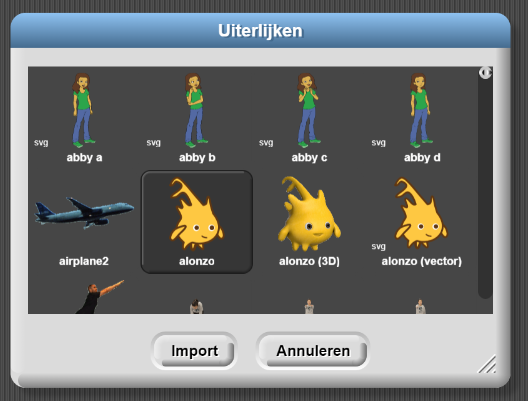 Uiterlijken
svg
abby a
svg
abby b
svg
abby c
svg
abby d
airplane2
alonzo
alonzo (3D)
svg
alonzo (vector)
Import
Annuleren